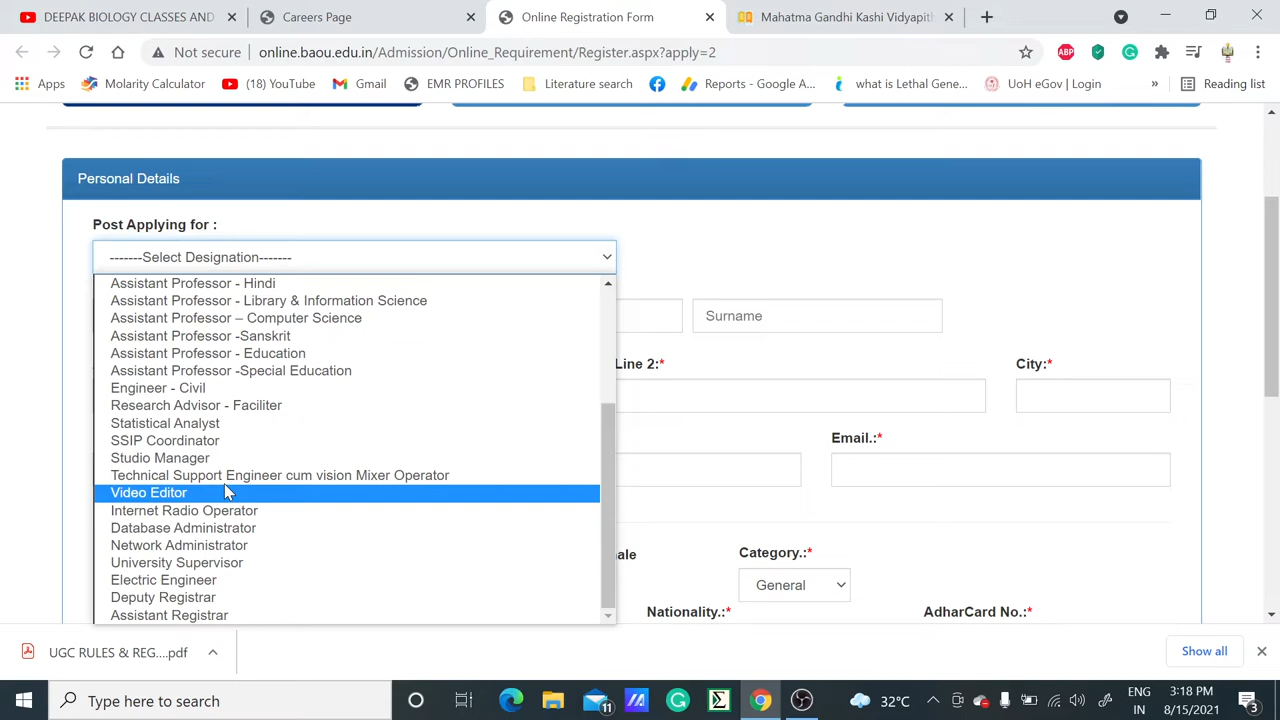 DEEPAK BIOLOGY CLASSES AND
Careers Page
Online Registration Form
Mahatma Gandhi Kashi Vidyapith
Not secure
online.baou.edu.in/Admission/Online_Requirement/Register.aspx?apply=2
ABP
Apps
Molarity Calculator
(18) YouTube
Gmail
EMR PROFILES
Literature search
Reports - Google A...
what is Lethal Gene...
UoH eGov | Login
»
Reading list
Personal Details
Post Applying for :
-------Select Designation-------
Assistant Professor - Hindi
Assistant Professor - Library & Information Science
Assistant Professor – Computer Science
Assistant Professor -Sanskrit
Assistant Professor - Education
Assistant Professor -Special Education
Engineer - Civil
Research Advisor - Faciliter
Statistical Analyst
SSIP Coordinator
Studio Manager
Technical Support Engineer cum vision Mixer Operator
Video Editor
Internet Radio Operator
Database Administrator
Network Administrator
University Supervisor
Electric Engineer
Deputy Registrar
Assistant Registrar
Surname
Line 2:*
City:*
Email.:*
Category.:*
General
Nationality.:*
AdharCard No.:*
UGC RULES & REG....pdf
Show all
Type here to search
11
32°C
ENG
IN
3:18 PM
8/15/2021
3